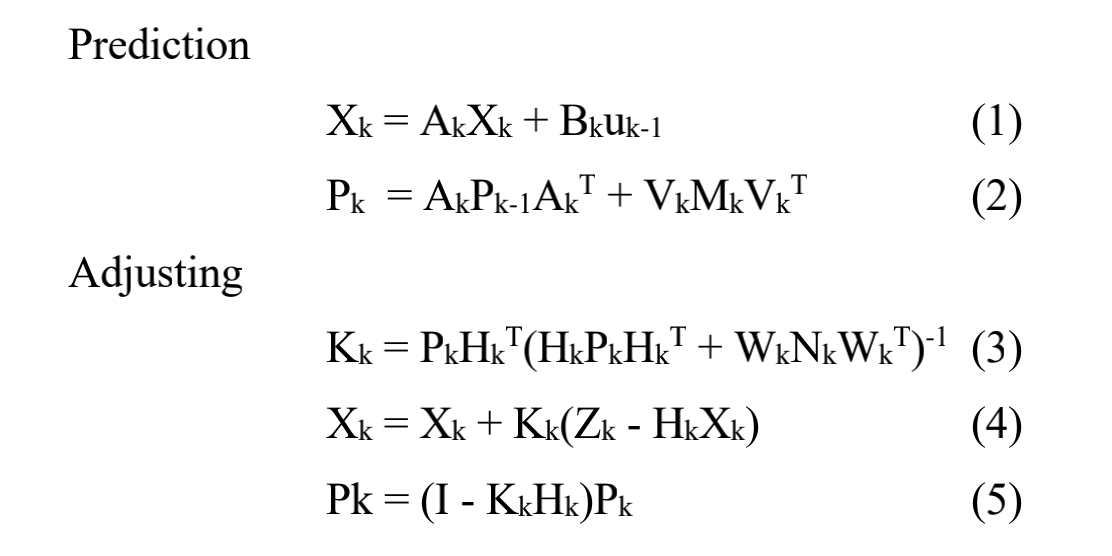 Prediction
Xₖ = AₖXₖ + Bₖuₖ₋₁ (1)
Pₖ = AₖPₖ₋₁Aₖᵀ + VₖMₖVₖᵀ (2)
Adjusting
Kₖ = PₖHₖᵀ(HₖPₖHₖᵀ + WₖNₖWₖᵀ)⁻¹ (3)
Xₖ = Xₖ + Kₖ(Zₖ - HₖXₖ) (4)
Pk = (I - KₖHₖ)Pₖ (5)